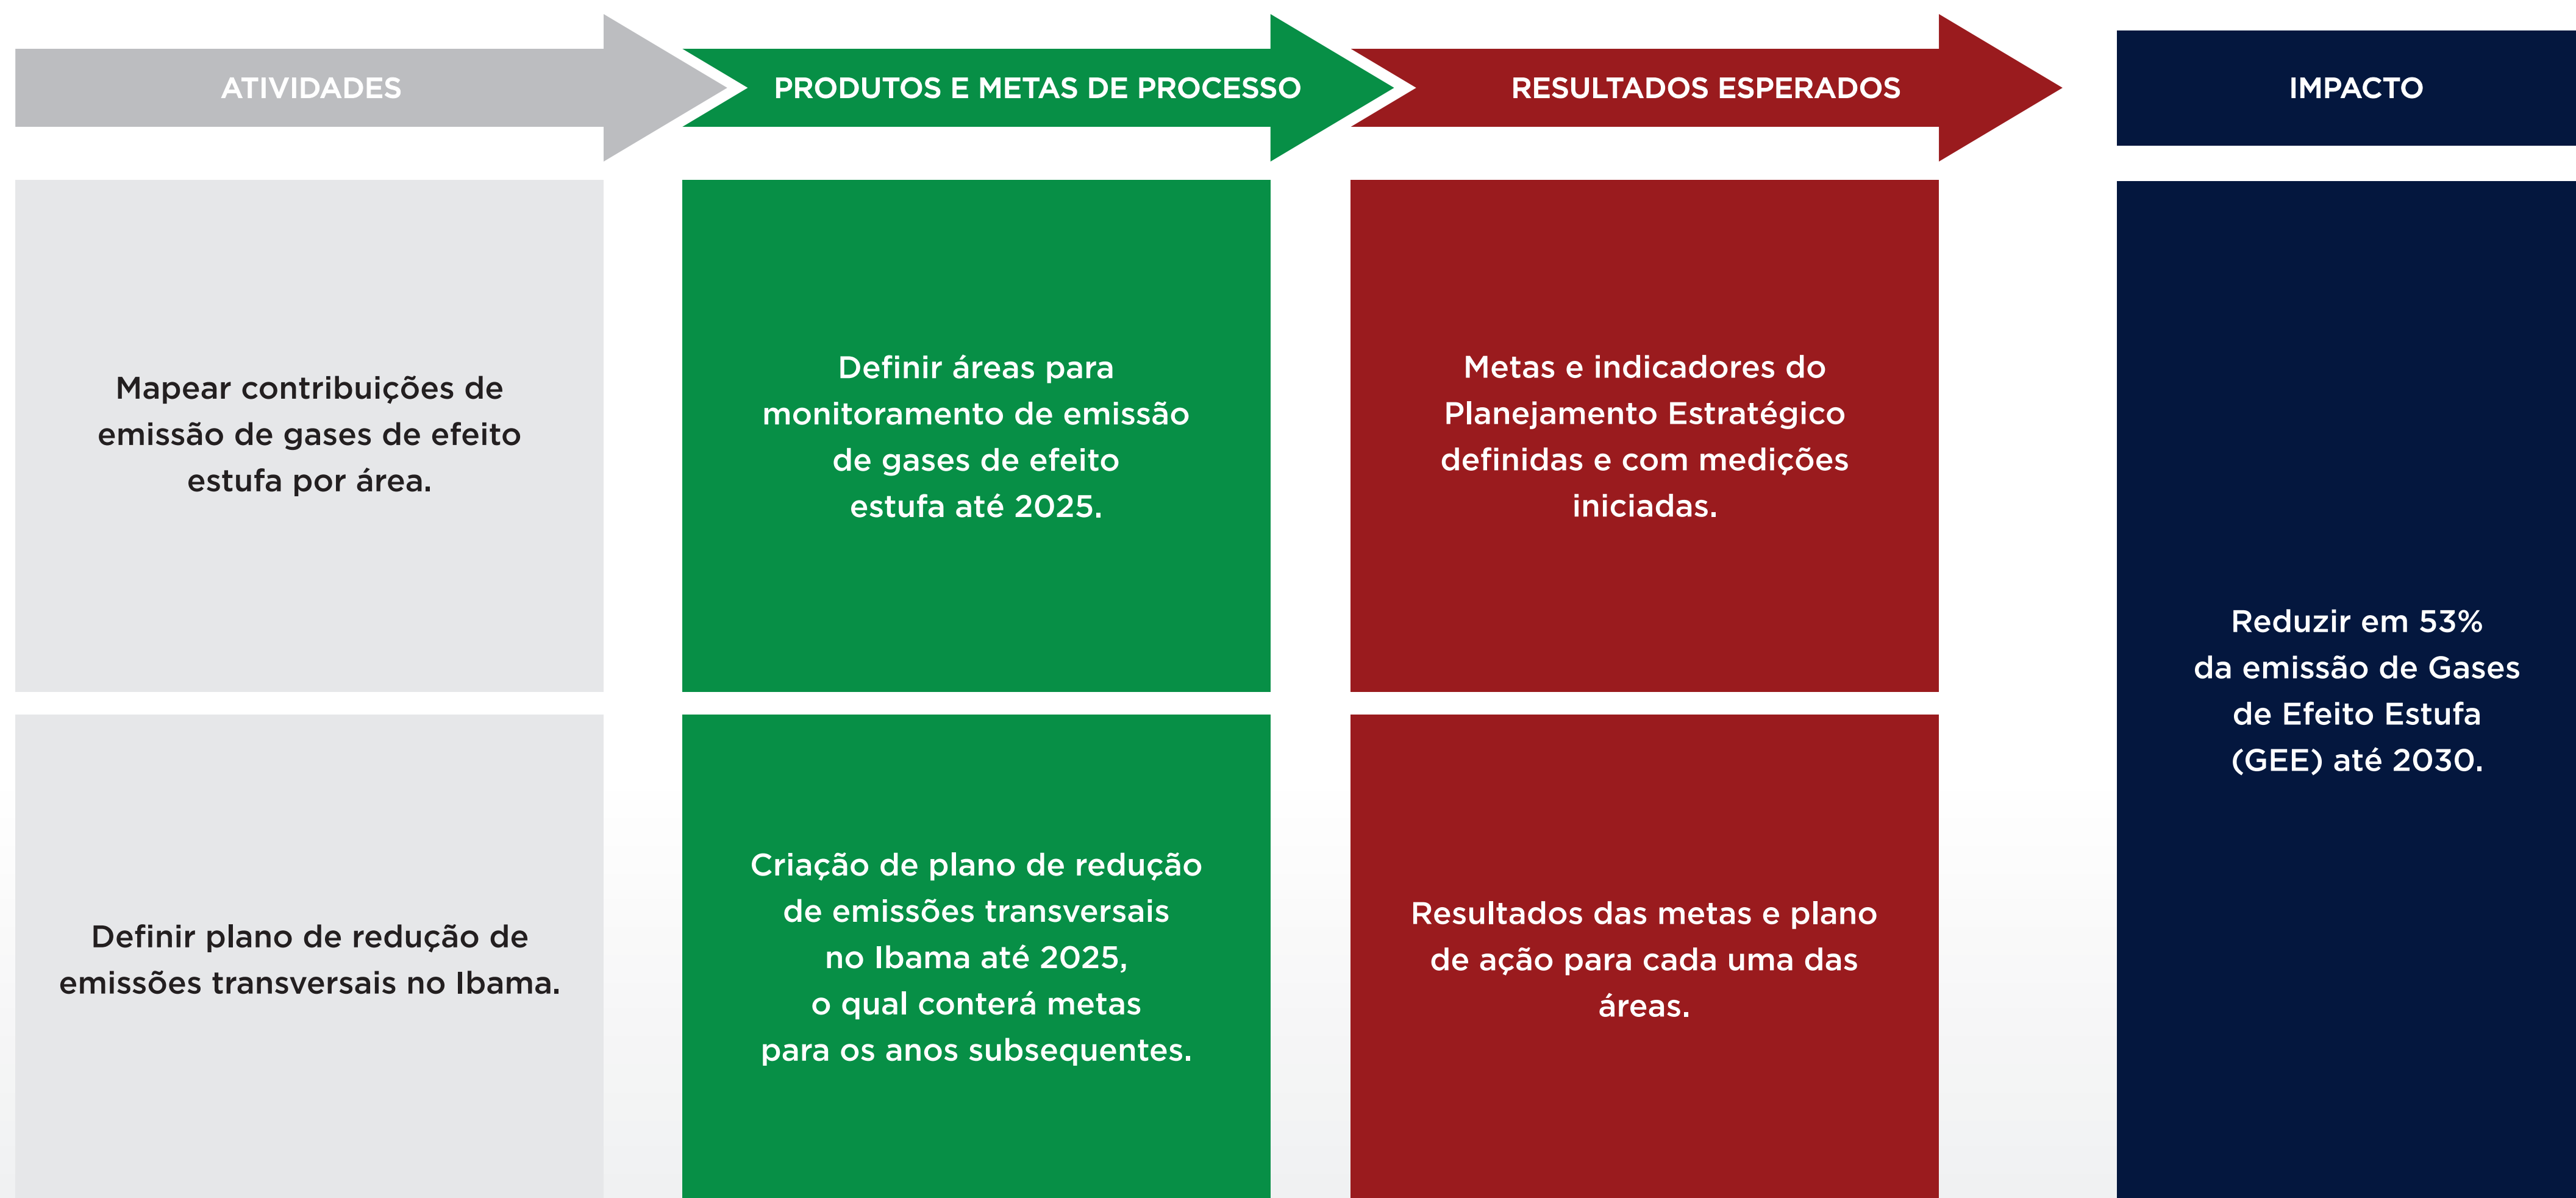 ATIVIDADES
PRODUTOS E METAS DE PROCESSO
RESULTADOS ESPERADOS
IMPACTO
Mapear contribuições de
emissão de gases de efeito
estufa por área.
Definir áreas para
monitoramento de emissão
de gases de efeito
estufa até 2025.
Metas e indicadores do
Planejamento Estratégico
definidas e com medições
iniciadas.
Definir plano de redução de
emissões transversais no Ibama.
Criação de plano de redução
de emissões transversais
no Ibama até 2025,
o qual conterá metas
para os anos subsequentes.
Resultados das metas e plano
de ação para cada uma das
áreas.
Reduzir em 53%
da emissão de Gases
de Efeito Estufa
(GEE) até 2030.